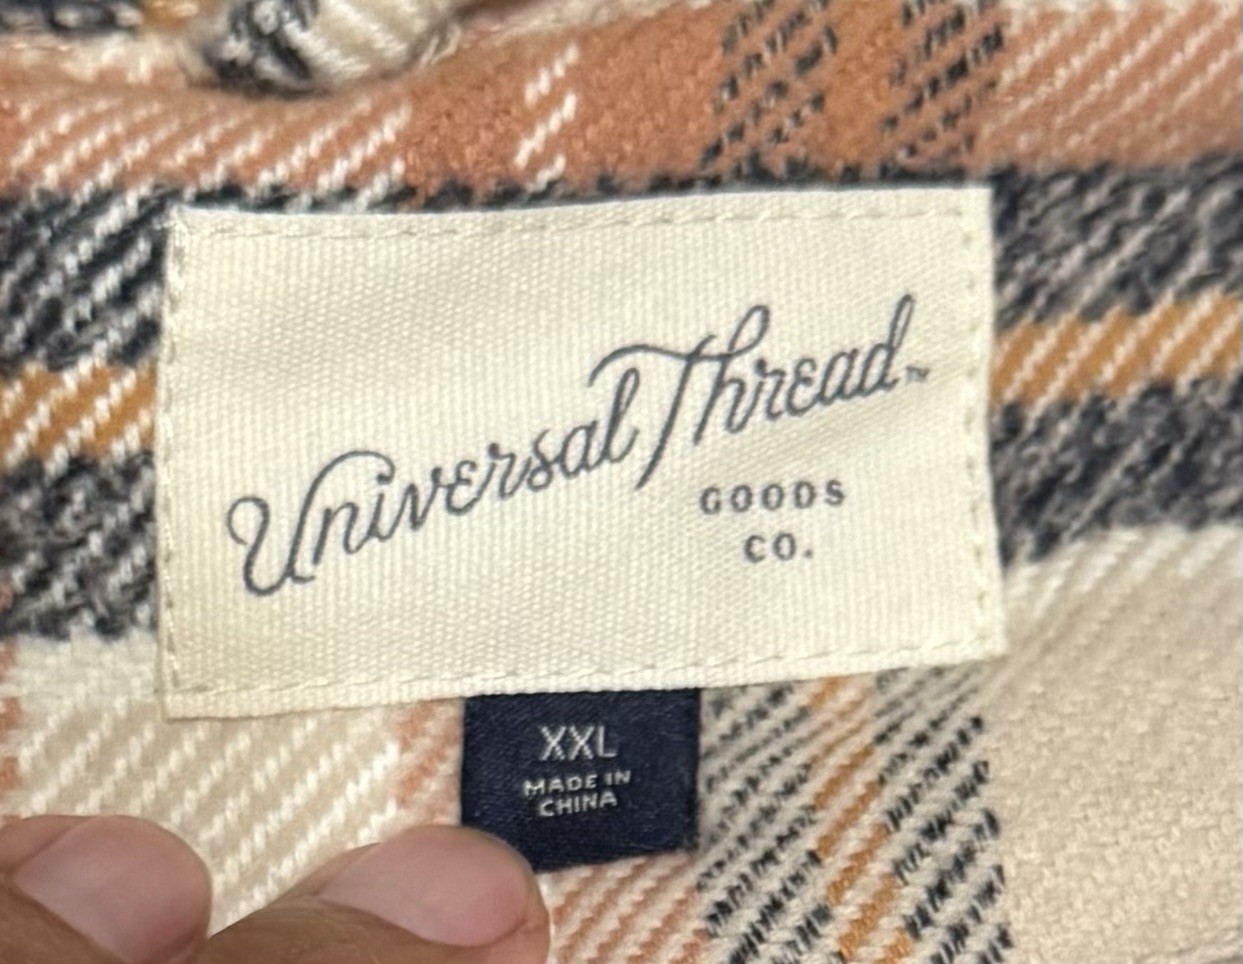 Universal Thread™
GOODS
CO.
XXL
MADE IN
CHINA